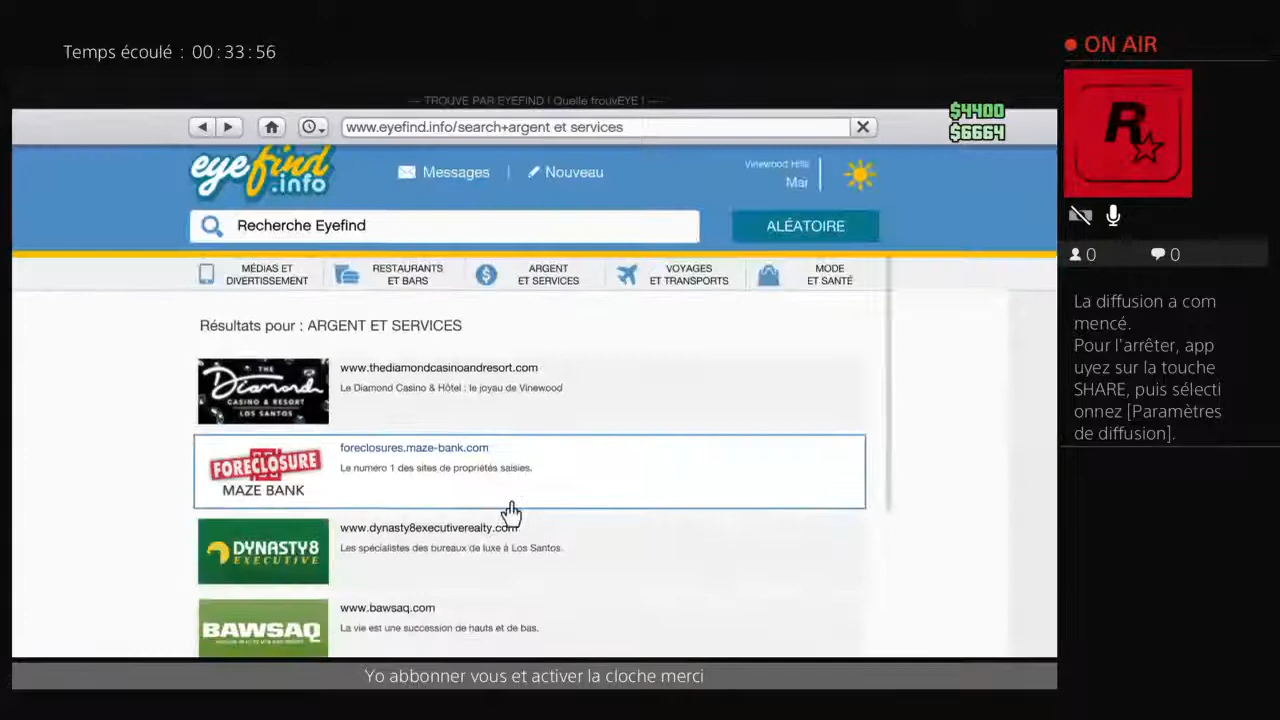 Temps écoulé : 00:33:56
ON AIR
--- TROUVÉ PAR EYEFIND ! Quelle trouvEYE ! ---
www.eyefind.info/search+argent et services
$4400
$6664
R
eyefind
.info
Messages
Nouveau
Vinewood Hills
Mar
Recherche Eyefind
ALÉATOIRE
0
0
MÉDIAS ET
DIVERTISSEMENT
RESTAURANTS
ET BARS
ARGENT
ET SERVICES
VOYAGES
ET TRANSPORTS
MODE
ET SANTÉ
La diffusion a com
mencé.
Pour l'arrêter, app
uyez sur la touche
SHARE, puis sélecti
onnez [Paramètres
de diffusion].
Résultats pour : ARGENT ET SERVICES
THE
Diamond
CASINO & RESORT
LOS SANTOS
www.thediamondcasinoandresort.com
Le Diamond Casino & Hôtel : le joyau de Vinewood
FORECLOSURE
MAZE BANK
foreclosures.maze-bank.com
Le numéro 1 des sites de propriétés saisies.
DYNASTY8
EXECUTIVE
www.dynasty8executiverealty.com
Les spécialistes des bureaux de luxe à Los Santos.
BAWSAQ
www.bawsaq.com
La vie est une succession de hauts et de bas.
Yo abbonner vous et activer la cloche merci